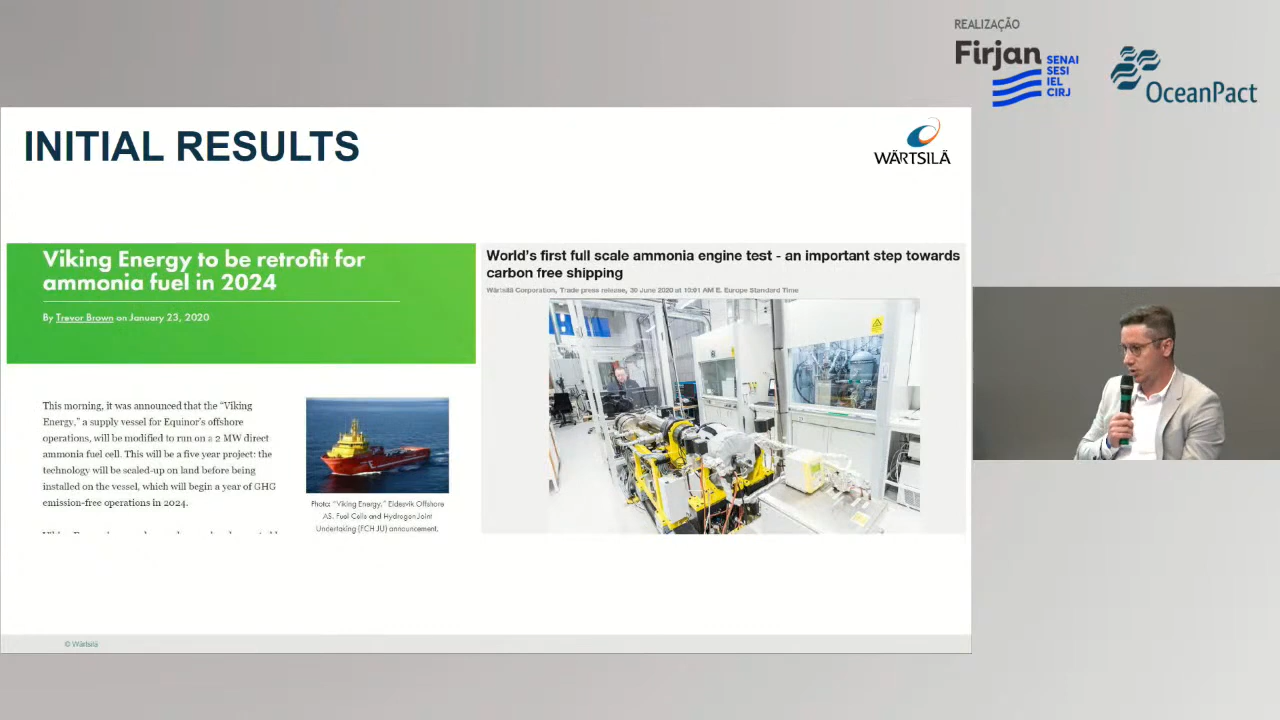 REALIZAÇÃO
Firjan
SENAI
SESI
IEL
CIRJ
OceanPact
INITIAL RESULTS
WÄRTSILÄ
Viking Energy to be retrofit for
ammonia fuel in 2024
By Trevor Brown on January 23, 2020
This morning, it was announced that the “Viking
Energy,” a supply vessel for Equinor’s offshore
operations, will be modified to run on a 2 MW direct
ammonia fuel cell. This will be a five year project: the
technology will be scaled-up on land before being
installed on the vessel, which will begin a year of GHG
emission-free operations in 2024.
Photo: “Viking Energy,” Eidesvik Offshore
AS. Fuel Cells and Hydrogen Joint
Undertaking (FCH JU) announcement.
World’s first full scale ammonia engine test - an important step towards
carbon free shipping
Wärtsilä Corporation, Trade press release, 30 June 2020 at 10:01 AM E. Europe Standard Time
© Wärtsilä